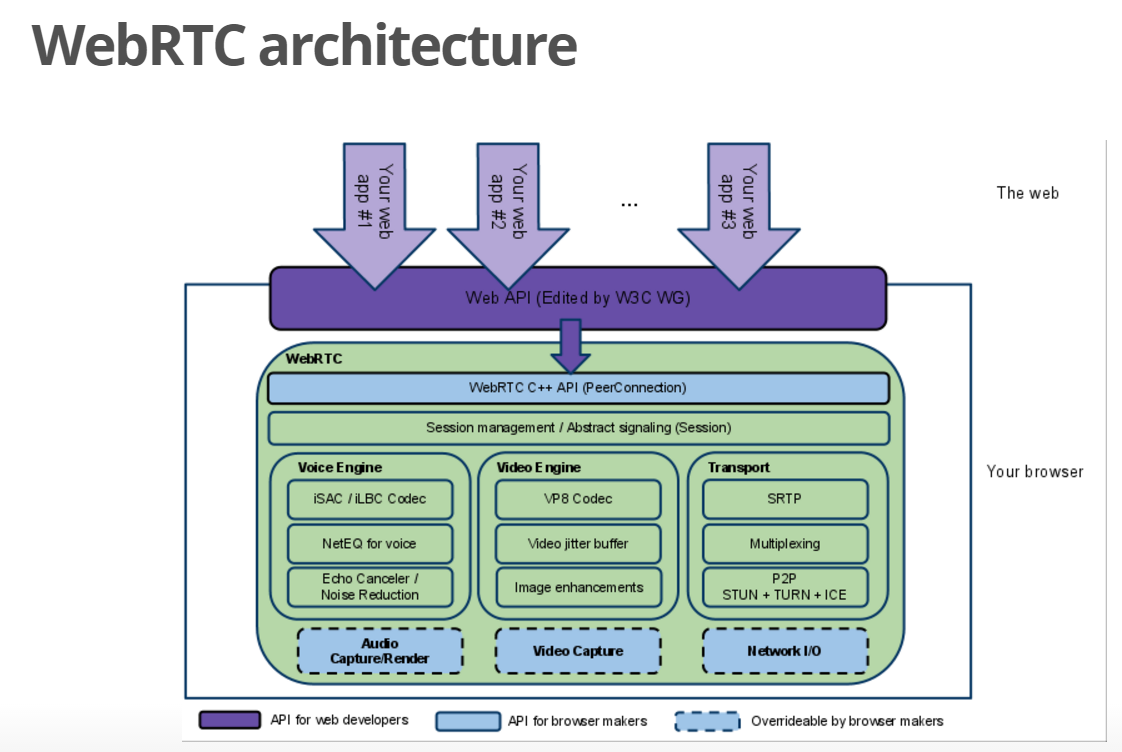 WebRTC architecture
Your web
app #1
Your web
app #2
...
Your web
app #3
The web
Web API (Edited by W3C WG)
WebRTC
WebRTC C++ API (PeerConnection)
Session management / Abstract signaling (Session)
Voice Engine
iSAC / iLBC Codec
NetEQ for voice
Echo Canceler /
Noise Reduction
Video Engine
VP8 Codec
Video jitter buffer
Image enhancements
Transport
SRTP
Multiplexing
P2P
STUN + TURN + ICE
Your browser
Audio
Capture/Render
Video Capture
Network I/O
API for web developers
API for browser makers
Overrideable by browser makers